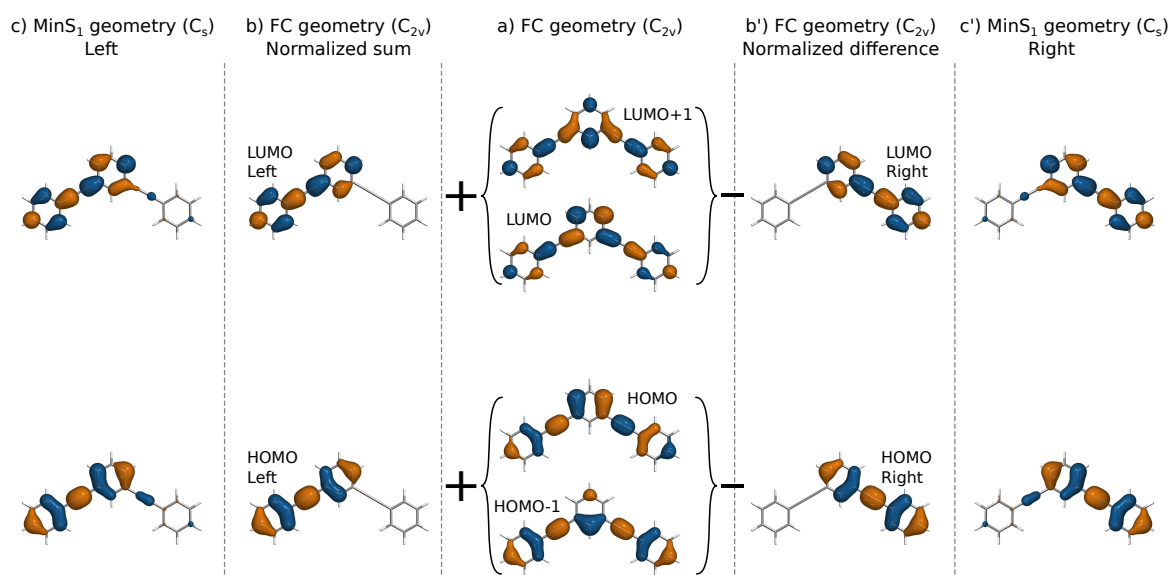 c) MinS₁ geometry (Cₛ)
Left
b) FC geometry (C₂ᵥ)
Normalized sum
a) FC geometry (C₂ᵥ)
b') FC geometry (C₂ᵥ)
Normalized difference
c') MinS₁ geometry (Cₛ)
Right
LUMO
Left
+
LUMO+1
LUMO
−
LUMO
Right
HOMO
Left
+
HOMO
HOMO-1
−
HOMO
Right